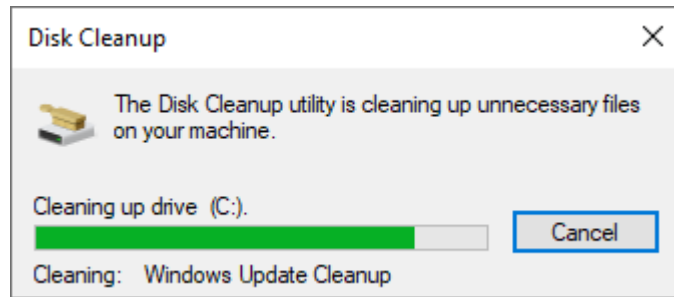 Disk Cleanup
The Disk Cleanup utility is cleaning up unnecessary files
on your machine.
Cleaning up drive (C:).
Cancel
Cleaning: Windows Update Cleanup